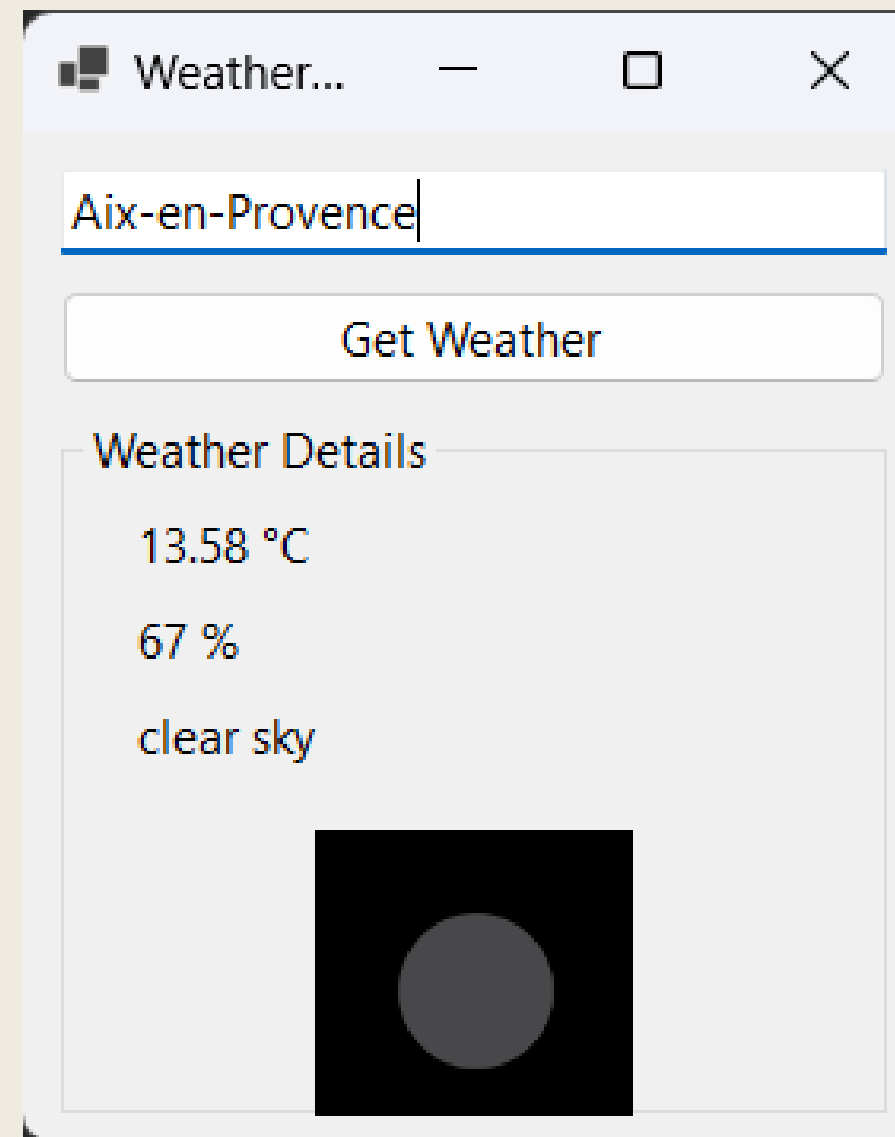 Weather...
Aix-en-Provence
Get Weather
Weather Details
13.58 °C
67 %
clear sky